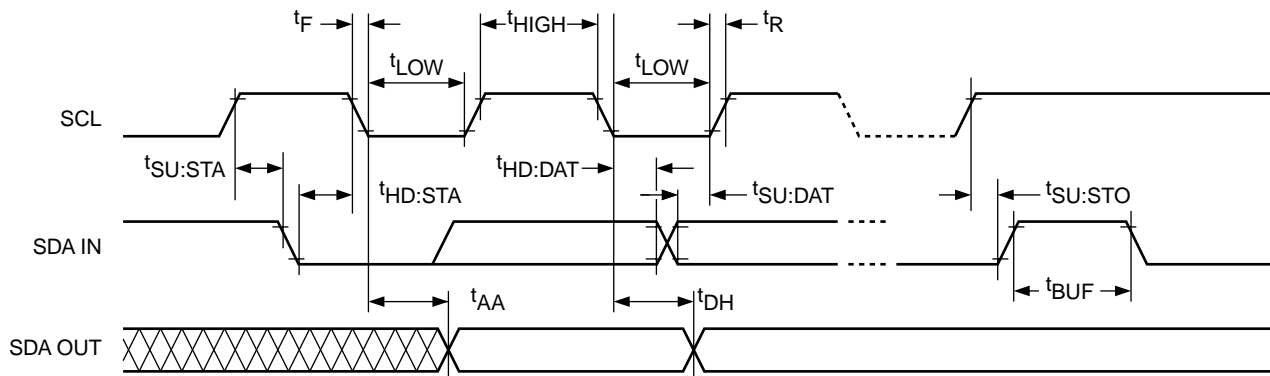 tF
tHIGH
tR
tLOW
tLOW
SCL
tSU:STA
tHD:STA
tHD:DAT
tSU:DAT
tSU:STO
SDA IN
tAA
tDH
tBUF
SDA OUT